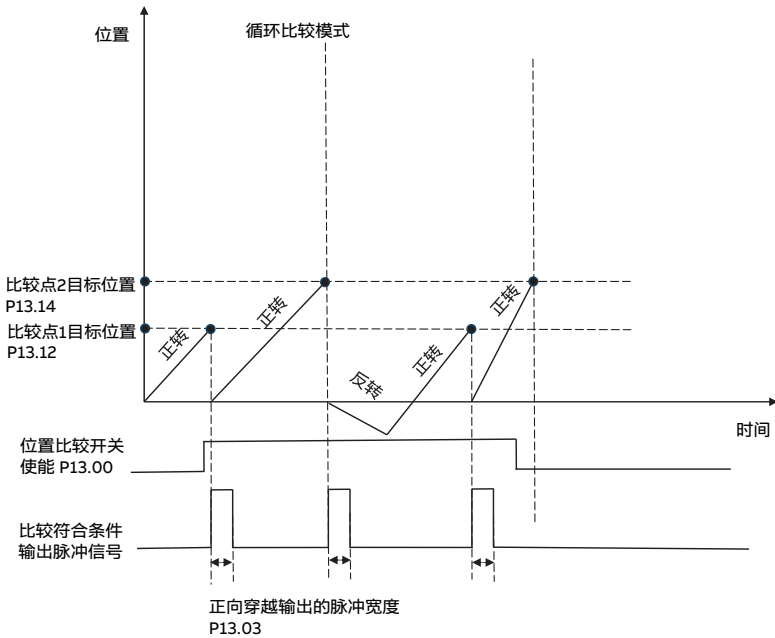 位置
循环比较模式
比较点2目标位置
P13.14
比较点1目标位置
P13.12
正转
正转
反转
正转
正转
时间
位置比较开关
使能 P13.00
比较符合条件
输出脉冲信号
正向穿越输出的脉冲宽度
P13.03